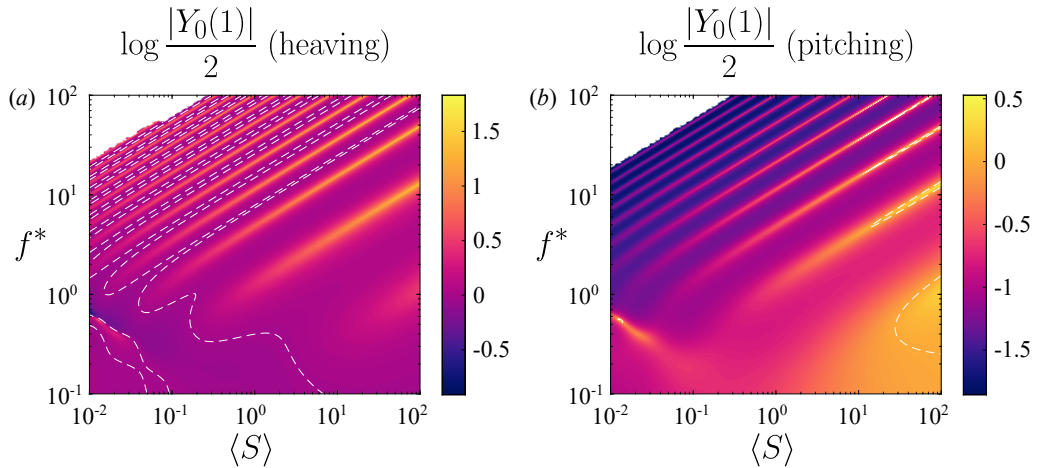 log |Y₀(1)|/2 (heaving)
log |Y₀(1)|/2 (pitching)
(a)
10²
10¹
10⁰
10⁻¹
f*
10⁻² 10⁻¹ 10⁰ 10¹ 10²
⟨S⟩
1.5
1
0.5
0
-0.5
(b)
10²
10¹
10⁰
10⁻¹
f*
10⁻² 10⁻¹ 10⁰ 10¹ 10²
⟨S⟩
0.5
0
-0.5
-1
-1.5